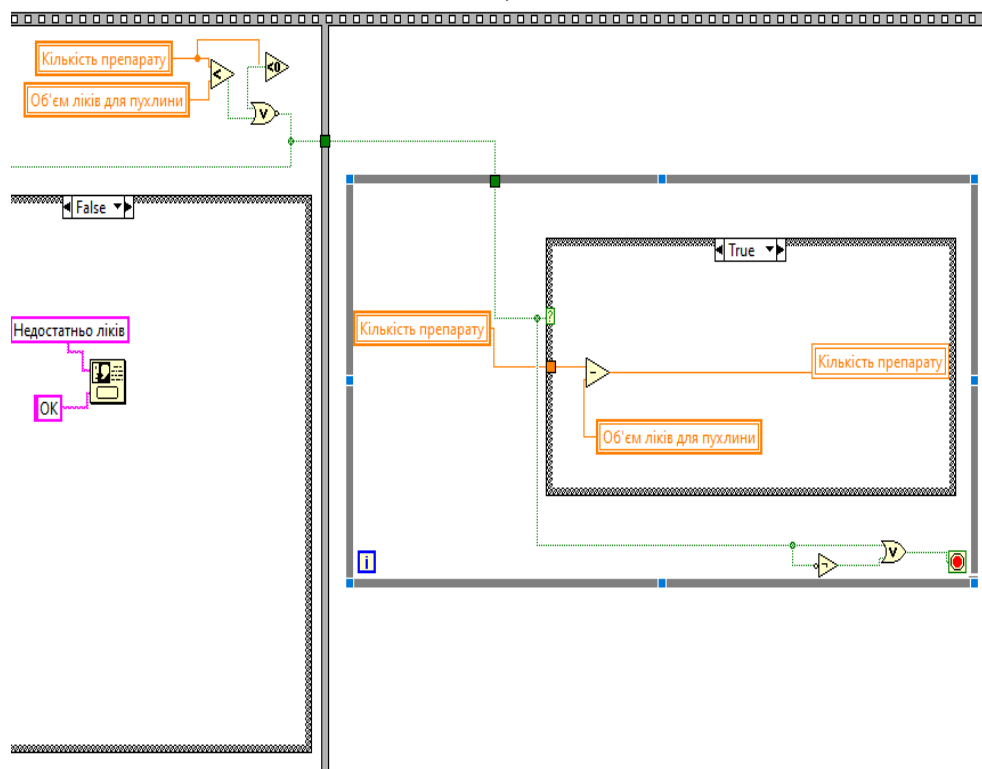 Кількість препарату
<0
<
Об'єм ліків для пухлини
V
False
True
?
Недостатньо ліків
Кількість препарату
Кількість препарату
-
OK
Об'єм ліків для пухлини
V
¬
i